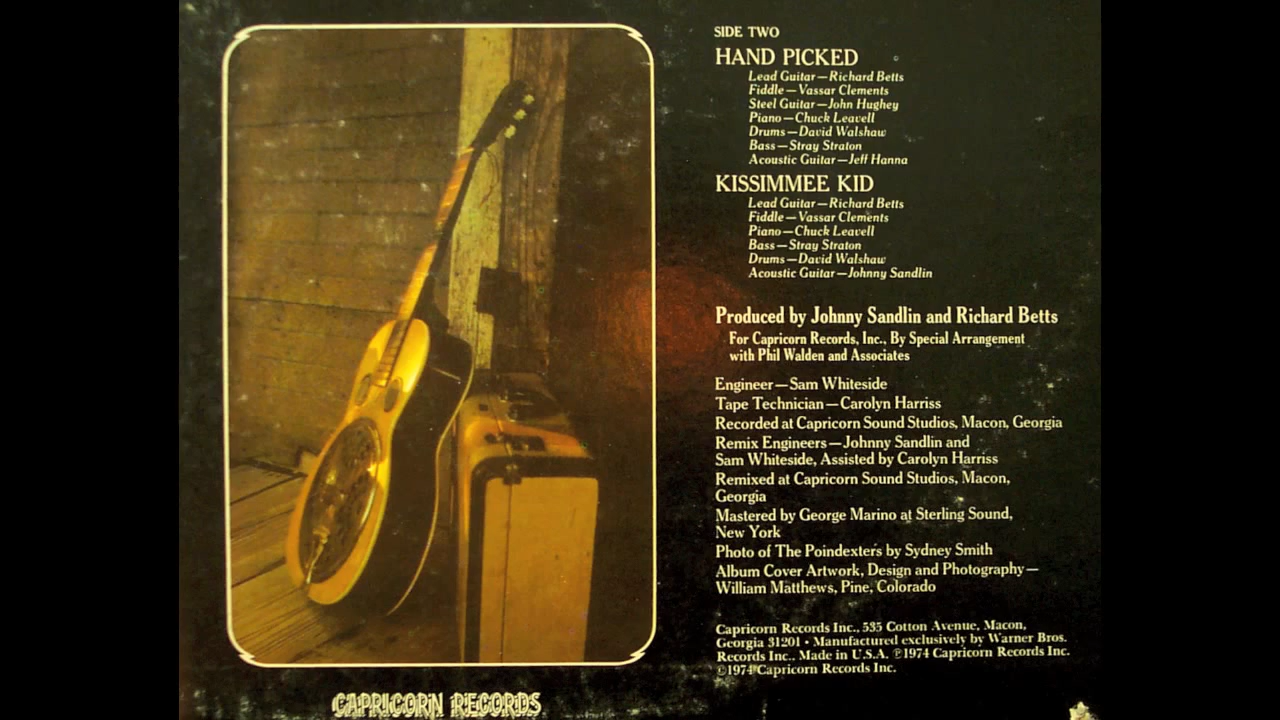 SIDE TWO
HAND PICKED
Lead Guitar—Richard Betts
Fiddle—Vassar Clements
Steel Guitar—John Hughey
Piano—Chuck Leavell
Drums—David Walshaw
Bass—Stray Straton
Acoustic Guitar—Jeff Hanna
KISSIMMEE KID
Lead Guitar—Richard Betts
Fiddle—Vassar Clements
Piano—Chuck Leavell
Bass—Stray Straton
Drums—David Walshaw
Acoustic Guitar—Johnny Sandlin
Produced by Johnny Sandlin and Richard Betts
For Capricorn Records, Inc., By Special Arrangement
with Phil Walden and Associates
Engineer—Sam Whiteside
Tape Technician—Carolyn Harriss
Recorded at Capricorn Sound Studios, Macon, Georgia
Remix Engineers—Johnny Sandlin and
Sam Whiteside, Assisted by Carolyn Harriss
Remixed at Capricorn Sound Studios, Macon,
Georgia
Mastered by George Marino at Sterling Sound,
New York
Photo of The Poindexters by Sydney Smith
Album Cover Artwork, Design and Photography—
William Matthews, Pine, Colorado
Capricorn Records Inc., 535 Cotton Avenue, Macon,
Georgia 31201 • Manufactured exclusively by Warner Bros.
Records Inc., Made in U.S.A. ℗1974 Capricorn Records Inc.
©1974 Capricorn Records Inc.
CAPRICORN RECORDS